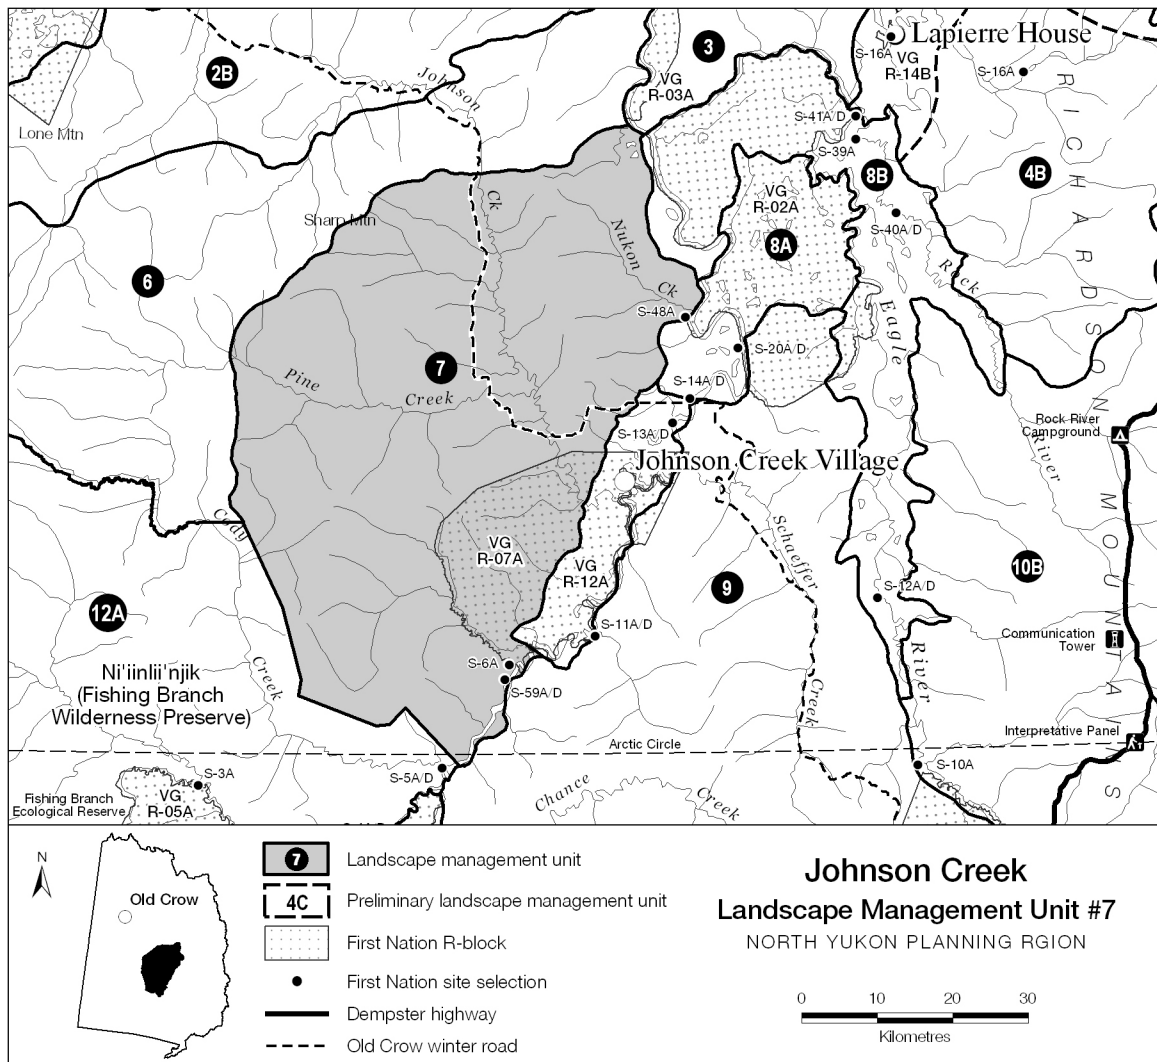 3
Lapierre House
2B
S-16A
VG
R-14B
S-16A
Johnson
VG
R-03A
RICHARDSON MOUNTAINS
Lone Mtn
S-41A/D
S-39A
8B
4B
Ck
VG
R-02A
Sharp Mtn
Nukon
S-40A/D
8A
Rock
6
Ck
S-48A
Eagle
S-20A/D
7
Pine
Creek
S-14A/D
Rock River
Campground
S-13A/D
River
Johnson Creek Village
Cody
Schaeffer
VG
R-07A
VG
R-12A
10B
9
S-12A/D
12A
S-11A/D
Communication
Tower
River
Ni'iinlii'njik
(Fishing Branch
Wilderness Preserve)
Creek
S-6A
S-59A/D
Creek
Arctic Circle
Interpretative Panel
S-3A
S-5A/D
S-10A
Fishing Branch
Ecological Reserve
VG
R-05A
Chance
Creek
N
Old Crow
7
Landscape management unit
4C
Preliminary landscape management unit
First Nation R-block
First Nation site selection
Dempster highway
Old Crow winter road
Johnson Creek
Landscape Management Unit #7
NORTH YUKON PLANNING RGION
0 10 20 30
Kilometres